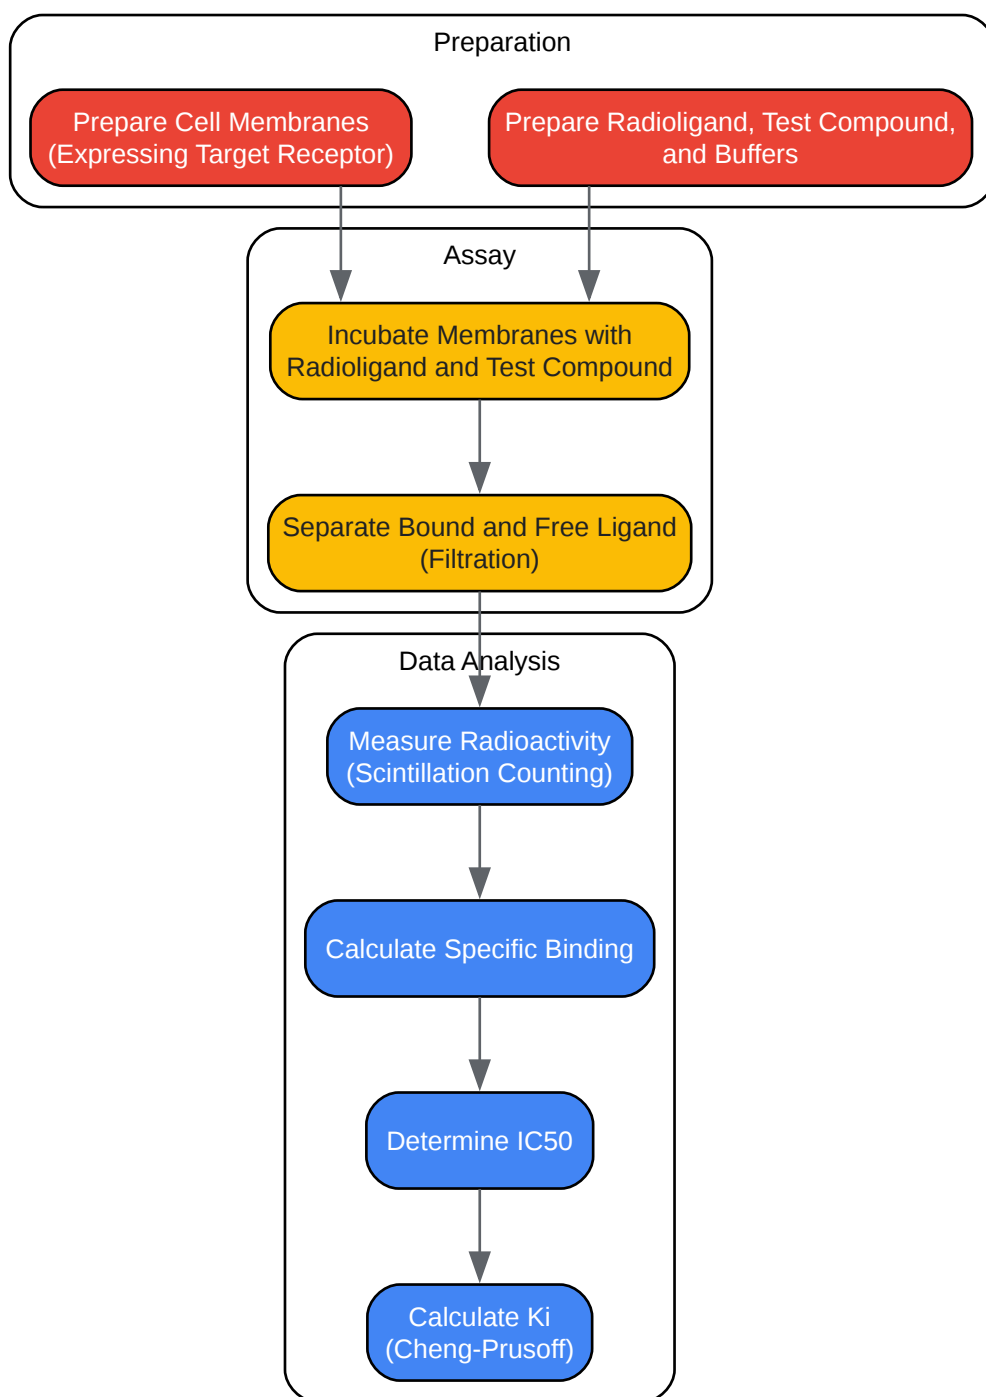 Preparation
Prepare Cell Membranes
(Expressing Target Receptor)
Prepare Radioligand, Test Compound,
and Buffers
Assay
Incubate Membranes with
Radioligand and Test Compound
Separate Bound and Free Ligand
(Filtration)
Data Analysis
Measure Radioactivity
(Scintillation Counting)
Calculate Specific Binding
Determine IC50
Calculate Ki
(Cheng-Prusoff)